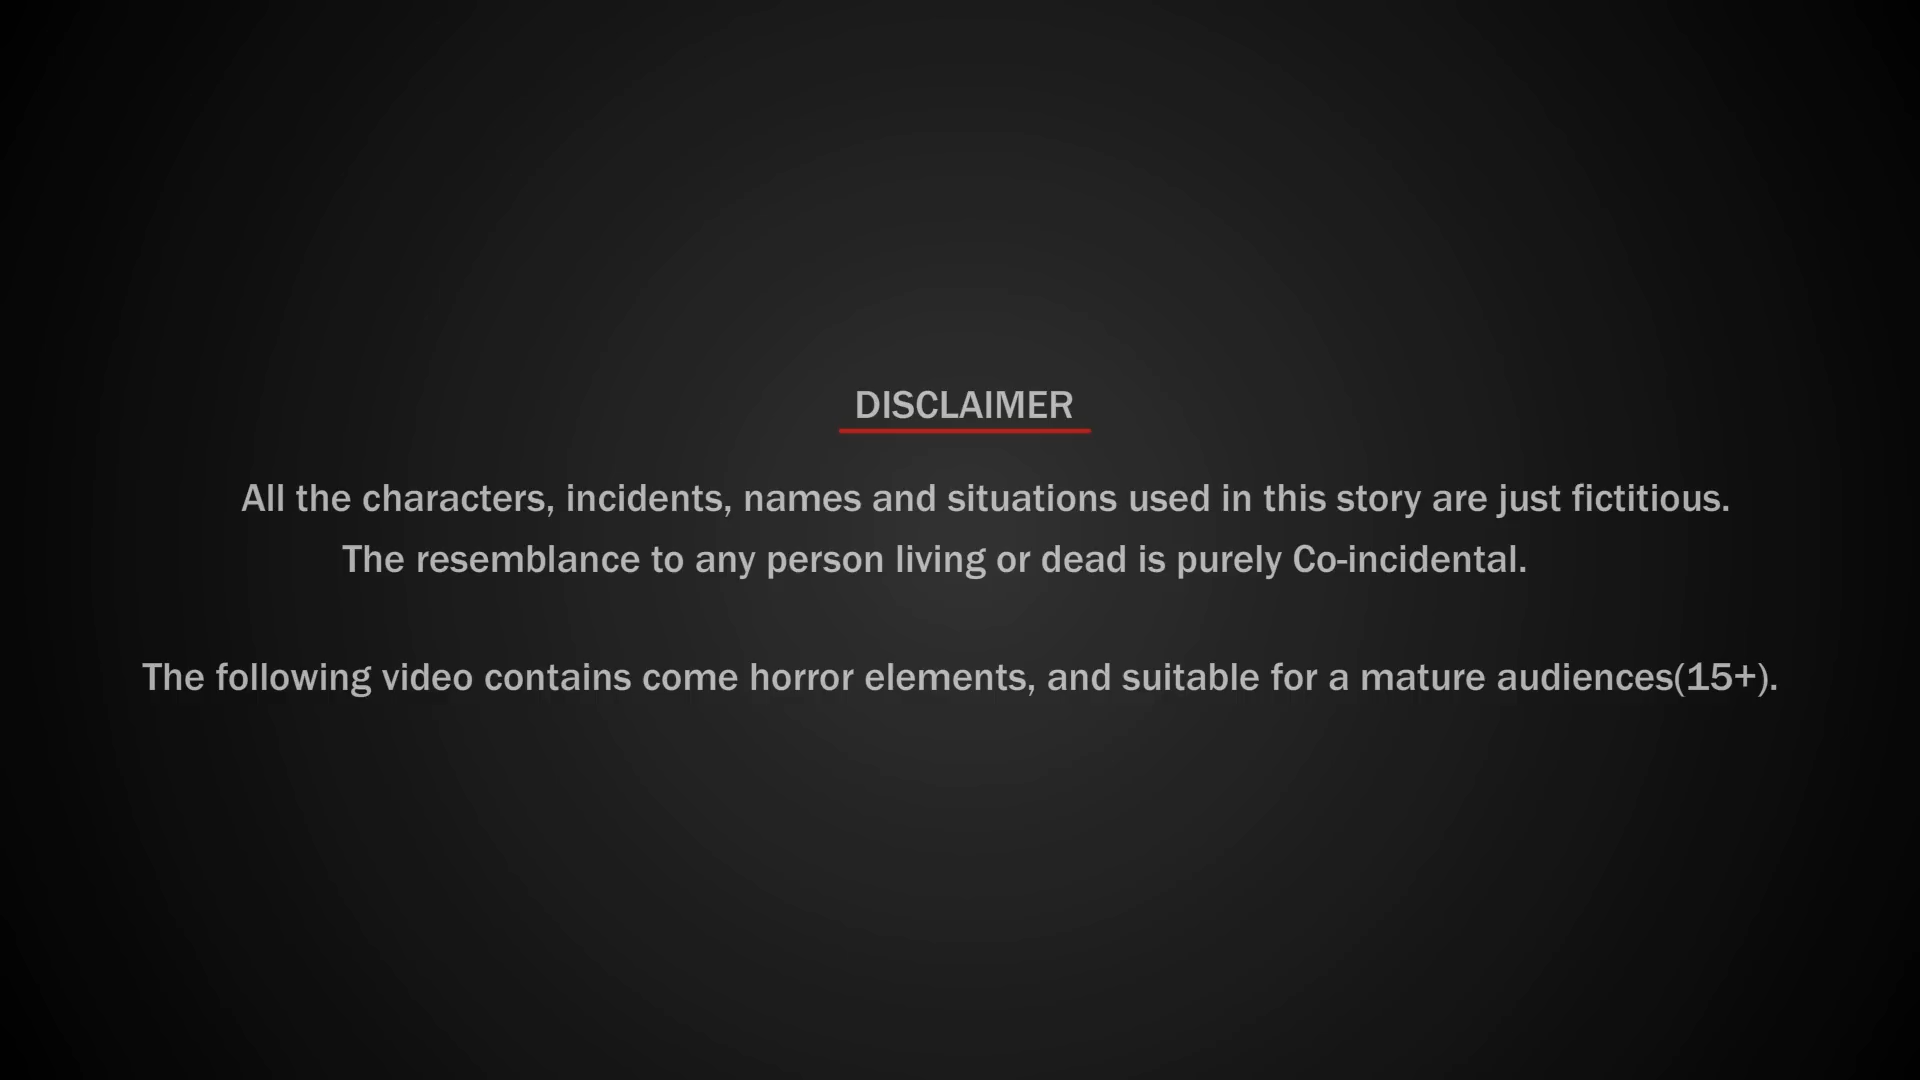 DISCLAIMER
All the characters, incidents, names and situations used in this story are just fictitious.
The resemblance to any person living or dead is purely Co-incidental.
The following video contains come horror elements, and suitable for a mature audiences(15+).